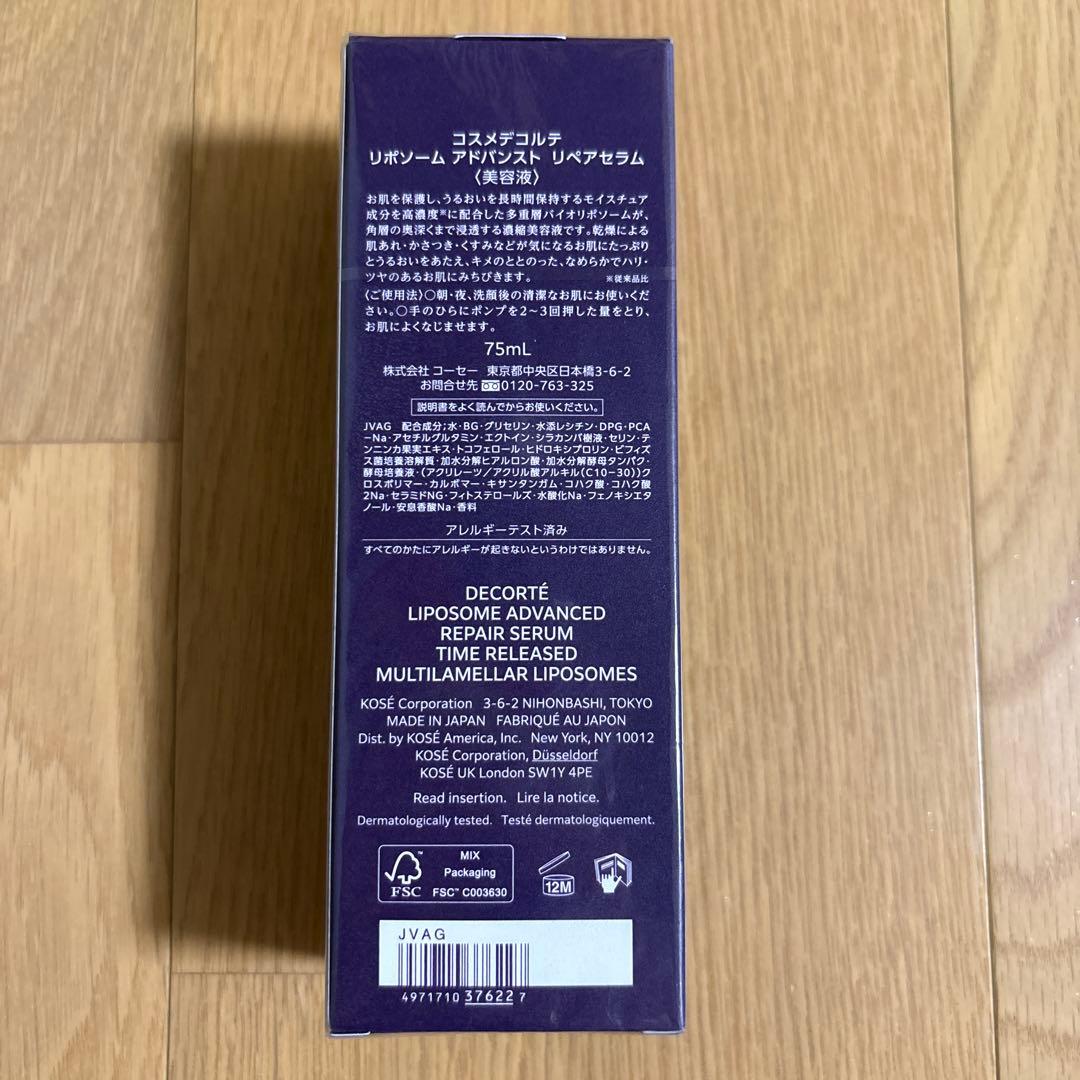 コスメデコルテ
リポソーム アドバンスト リペアセラム
〈美容液〉
お肌を保護し、うるおいを長時間保持するモイスチュア
成分を高濃度※に配合した多重層バイオリポソームが、
角層の奥深くまで浸透する濃縮美容液です。乾燥による
肌あれ・かさつき・くすみなどが気になるお肌にたっぷり
とうるおいをあたえ、キメのととのった、なめらかでハリ・
ツヤのあるお肌にみちびきます。 ※従来品比
〈ご使用法〉○朝・夜、洗顔後の清潔なお肌にお使いくだ
さい。○手のひらにポンプを2～3回押した量をとり、
お肌によくなじませます。
75mL
株式会社 コーセー 東京都中央区日本橋3-6-2
お問合せ先 0120-763-325
説明書をよく読んでからお使いください。
JVAG 配合成分;水・BG・グリセリン・水添レシチン・DPG・PCA
-Na・アセチルグルタミン・エクトイン・シラカンバ樹液・セリン・テ
ンニンカ果実エキス・トコフェロール・ヒドロキシプロリン・ビフィズ
ス菌培養溶解質・加水分解ヒアルロン酸・加水分解酵母タンパク・
酵母培養液・(アクリレーツ/アクリル酸アルキル(C10-30))ク
ロスポリマー・カルボマー・キサンタンガム・コハク酸・コハク酸
2Na・セラミドNG・フィトステロールズ・水酸化Na・フェノキシエタ
ノール・安息香酸Na・香料
アレルギーテスト済み
すべてのかたにアレルギーが起きないというわけではありません。
DECORTÉ
LIPOSOME ADVANCED
REPAIR SERUM
TIME RELEASED
MULTILAMELLAR LIPOSOMES
KOSÉ Corporation 3-6-2 NIHONBASHI, TOKYO
MADE IN JAPAN FABRIQUÉ AU JAPON
Dist. by KOSÉ America, Inc. New York, NY 10012
KOSÉ Corporation, Düsseldorf
KOSÉ UK London SW1Y 4PE
Read insertion. Lire la notice.
Dermatologically tested. Testé dermatologiquement.
FSC™
MIX
Packaging
FSC™ C003630
12M
JVAG
4971710 37622 7